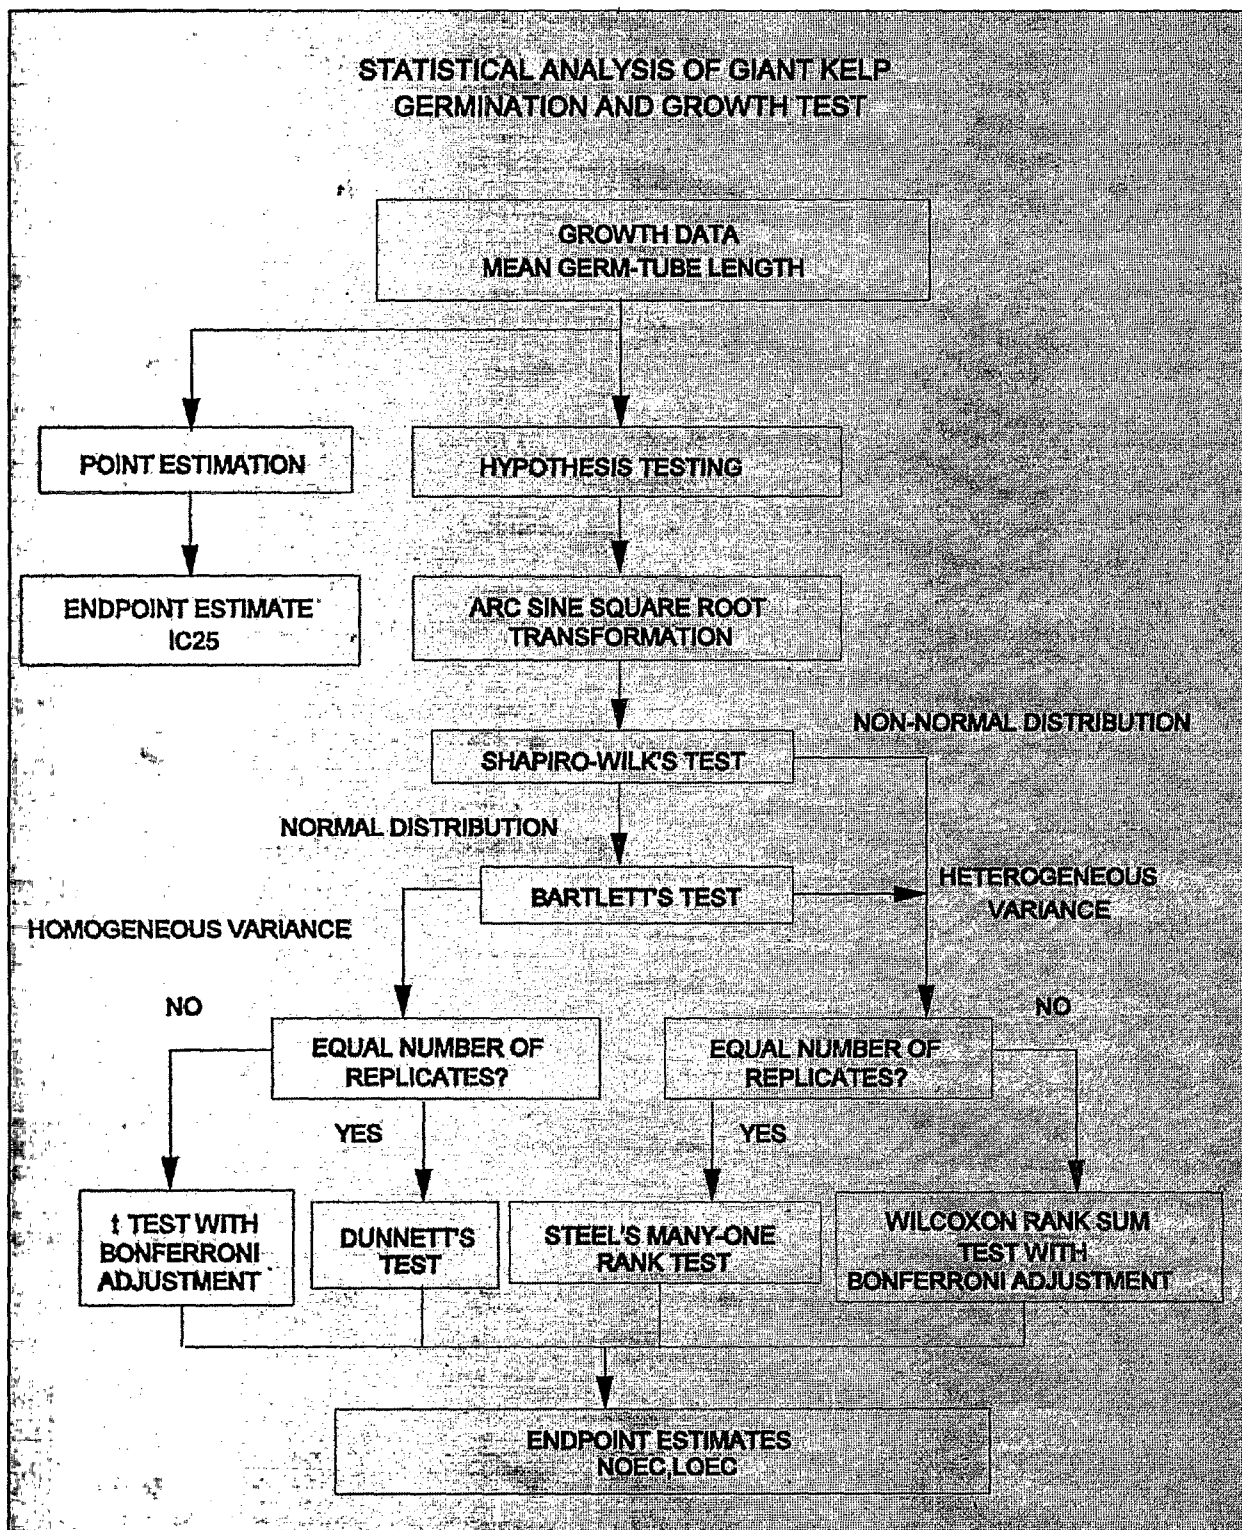 STATISTICAL ANALYSIS OF GIANT KELP
GERMINATION AND GROWTH TEST
GROWTH DATA
MEAN GERM-TUBE LENGTH
POINT ESTIMATION
HYPOTHESIS TESTING
ENDPOINT ESTIMATE
IC25
ARC SINE SQUARE ROOT
TRANSFORMATION
NON-NORMAL DISTRIBUTION
SHAPIRO-WILK'S TEST
NORMAL DISTRIBUTION
BARTLETT'S TEST
HETEROGENEOUS
VARIANCE
HOMOGENEOUS VARIANCE
NO
NO
EQUAL NUMBER OF
REPLICATES?
EQUAL NUMBER OF
REPLICATES?
YES
YES
t TEST WITH
BONFERRONI
ADJUSTMENT
DUNNETT'S
TEST
STEEL'S MANY-ONE
RANK TEST
WILCOXON RANK SUM
TEST WITH
BONFERRONI ADJUSTMENT
ENDPOINT ESTIMATES
NOEC,LOEC